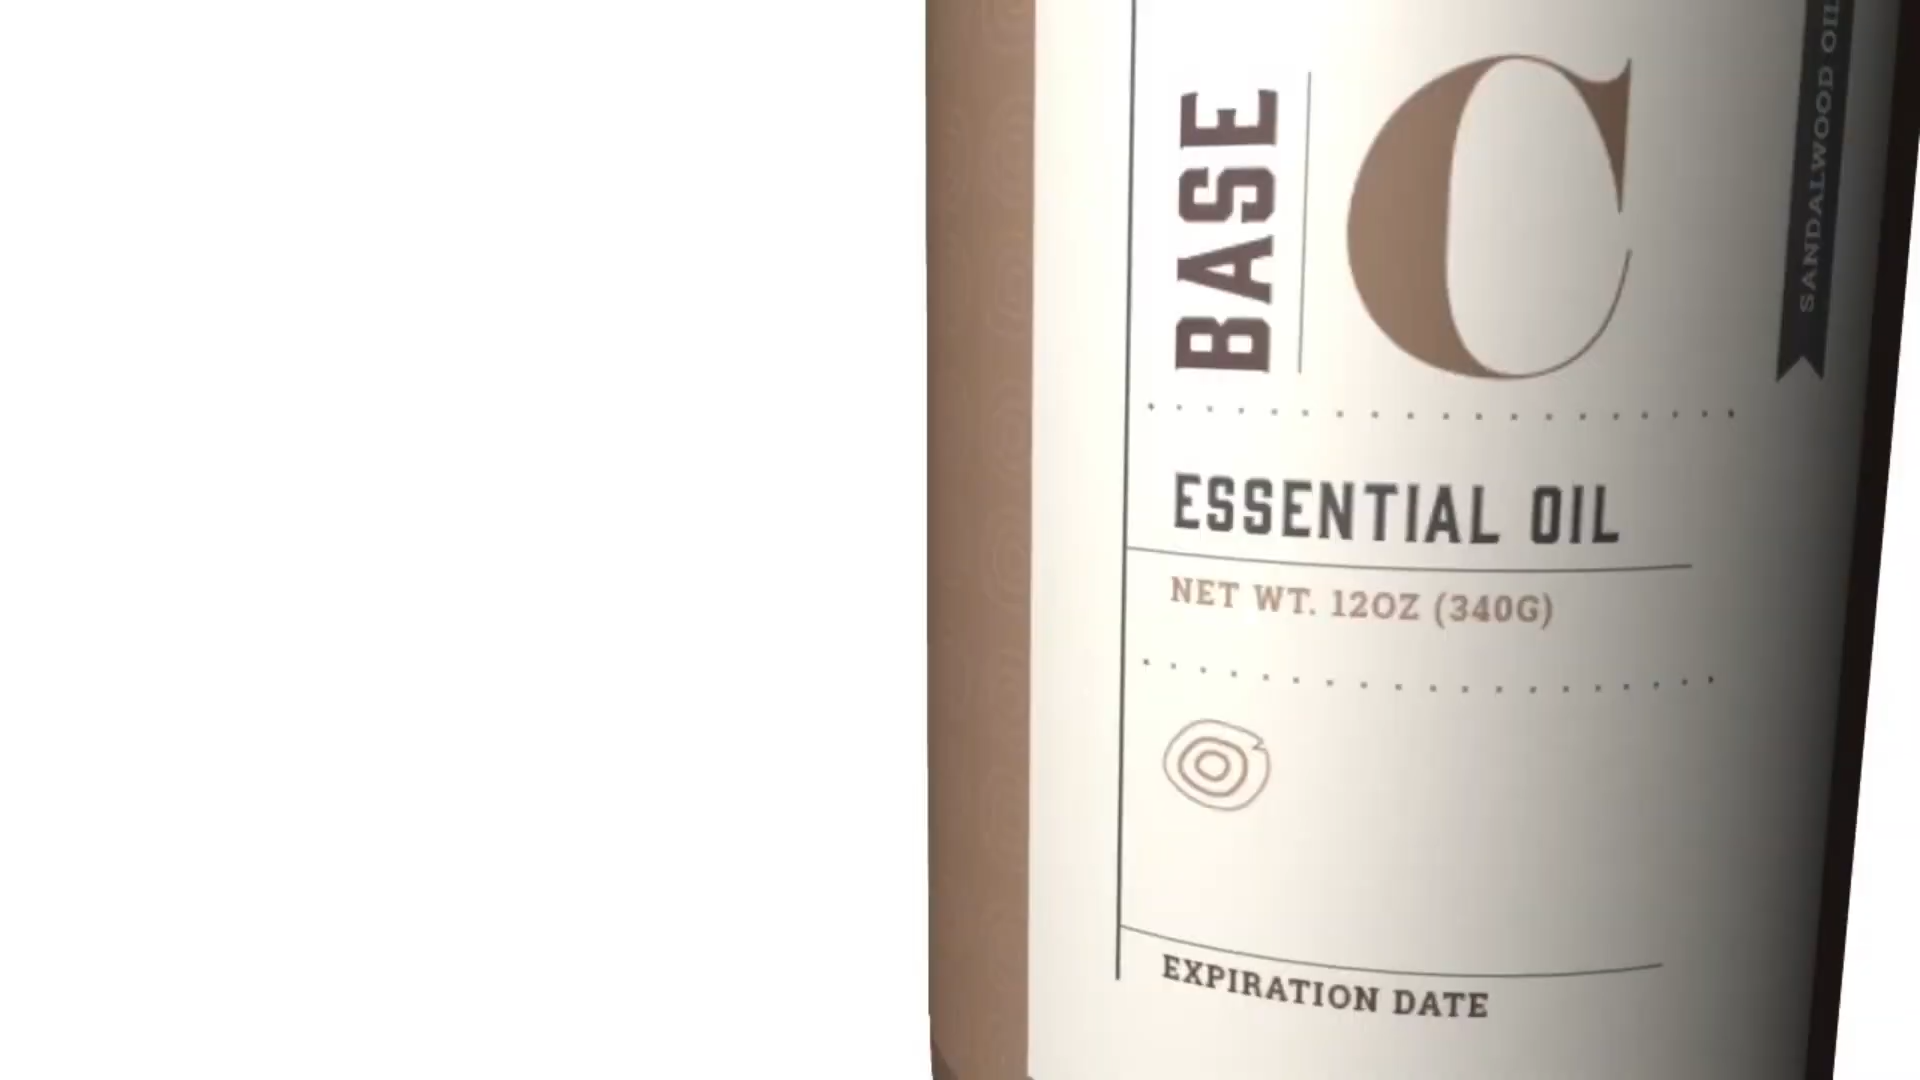 BASE
C
SANDALWOOD OIL
ESSENTIAL OIL
NET WT. 12OZ (340G)
EXPIRATION DATE